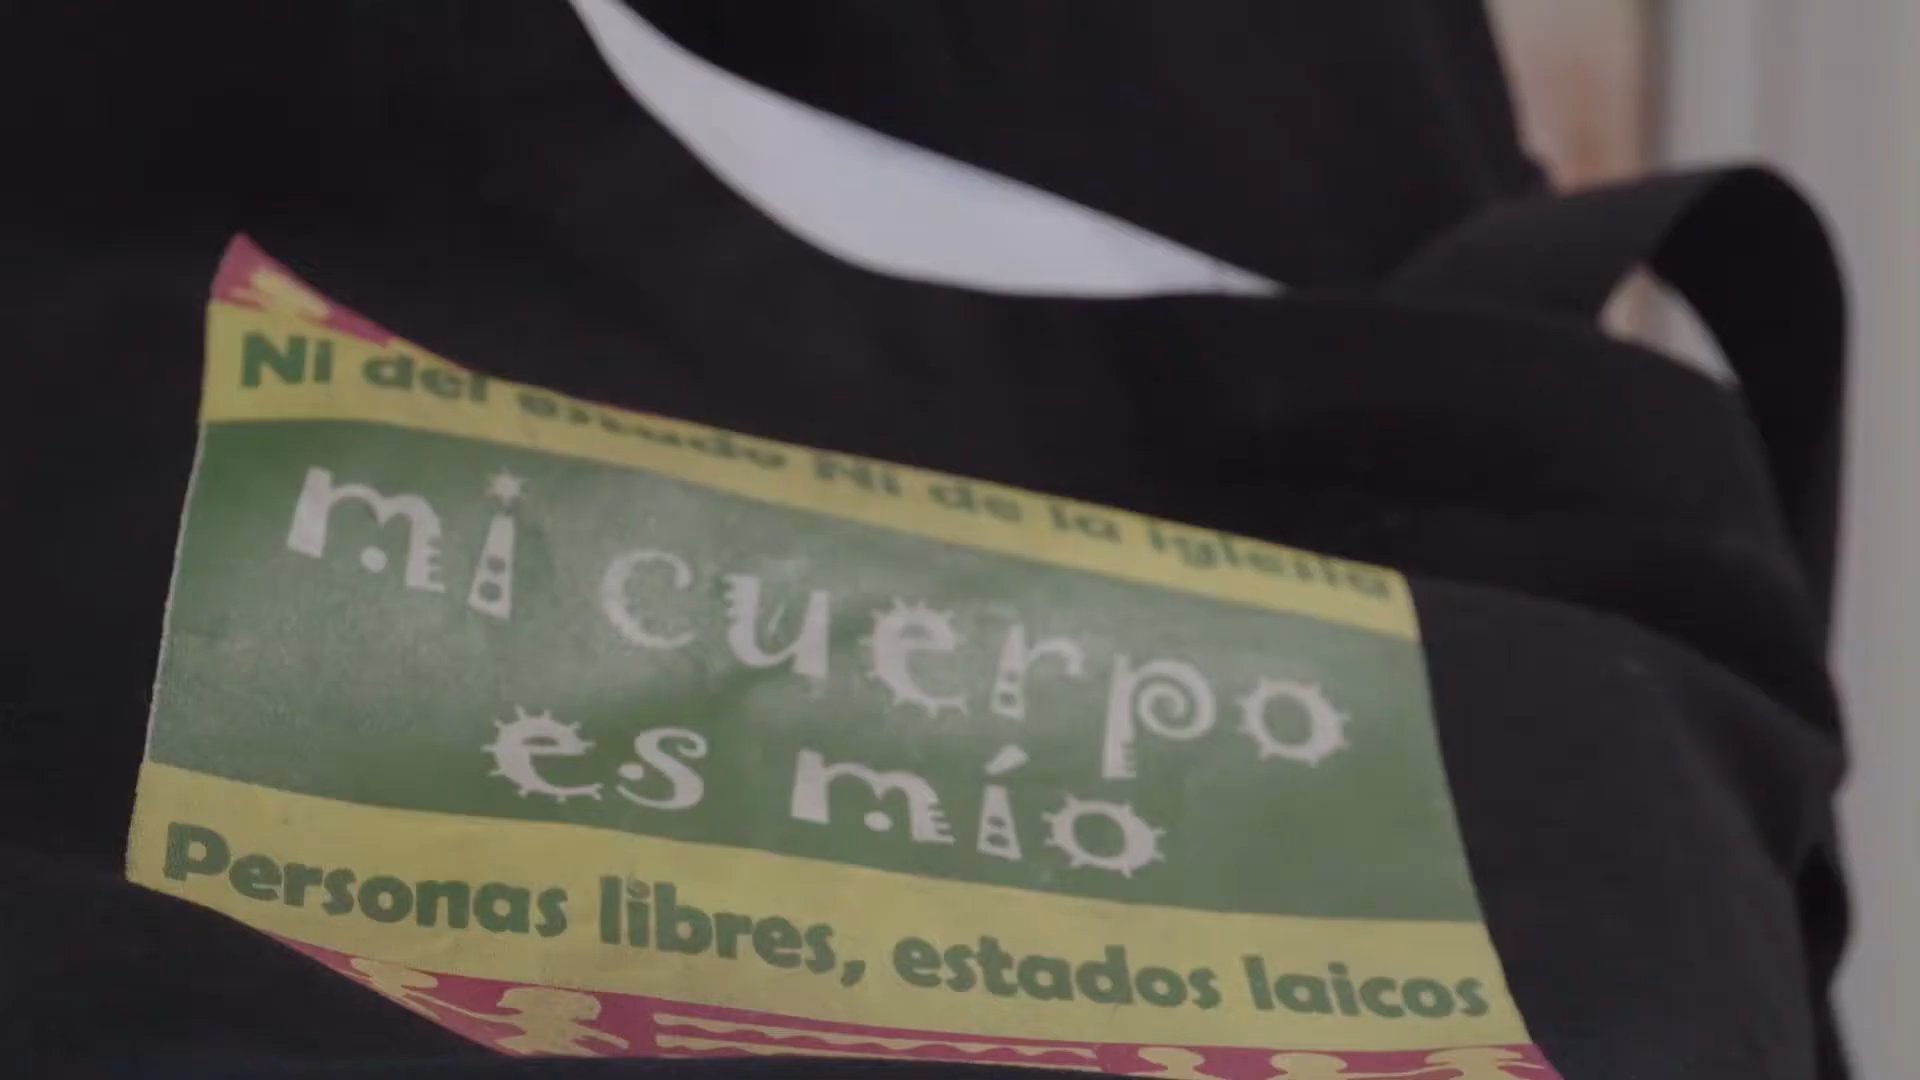 Ni del estado Ni de la iglesia
mi cuerpo
es mío
Personas libres, estados laicos